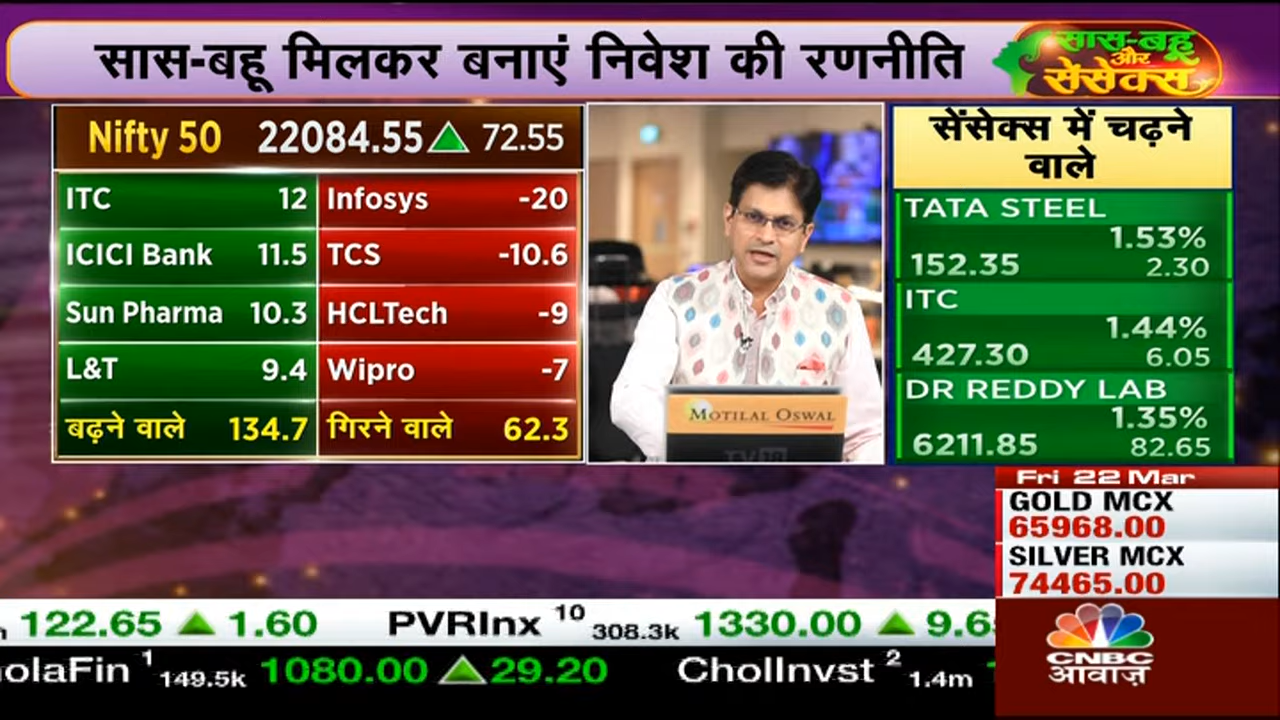 सास-बहू मिलकर बनाएं निवेश की रणनीति
सास-बहू
और
सेंसेक्स
Nifty 50 22084.55 72.55
ITC 12 Infosys -20
ICICI Bank 11.5 TCS -10.6
Sun Pharma 10.3 HCLTech -9
L&T 9.4 Wipro -7
बढ़ने वाले 134.7 गिरने वाले 62.3
MOTILAL OSWAL
सेंसेक्स में चढ़ने
वाले
TATA STEEL
1.53%
152.35 2.30
ITC
1.44%
427.30 6.05
DR REDDY LAB
1.35%
6211.85 82.65
Fri 22 Mar
GOLD MCX
65968.00
SILVER MCX
74465.00
122.65 1.60 PVRInx 10 308.3k 1330.00 9.6
olaFin 1 149.5k 1080.00 29.20 CholInvst 2 1.4m
CNBC
आवाज़